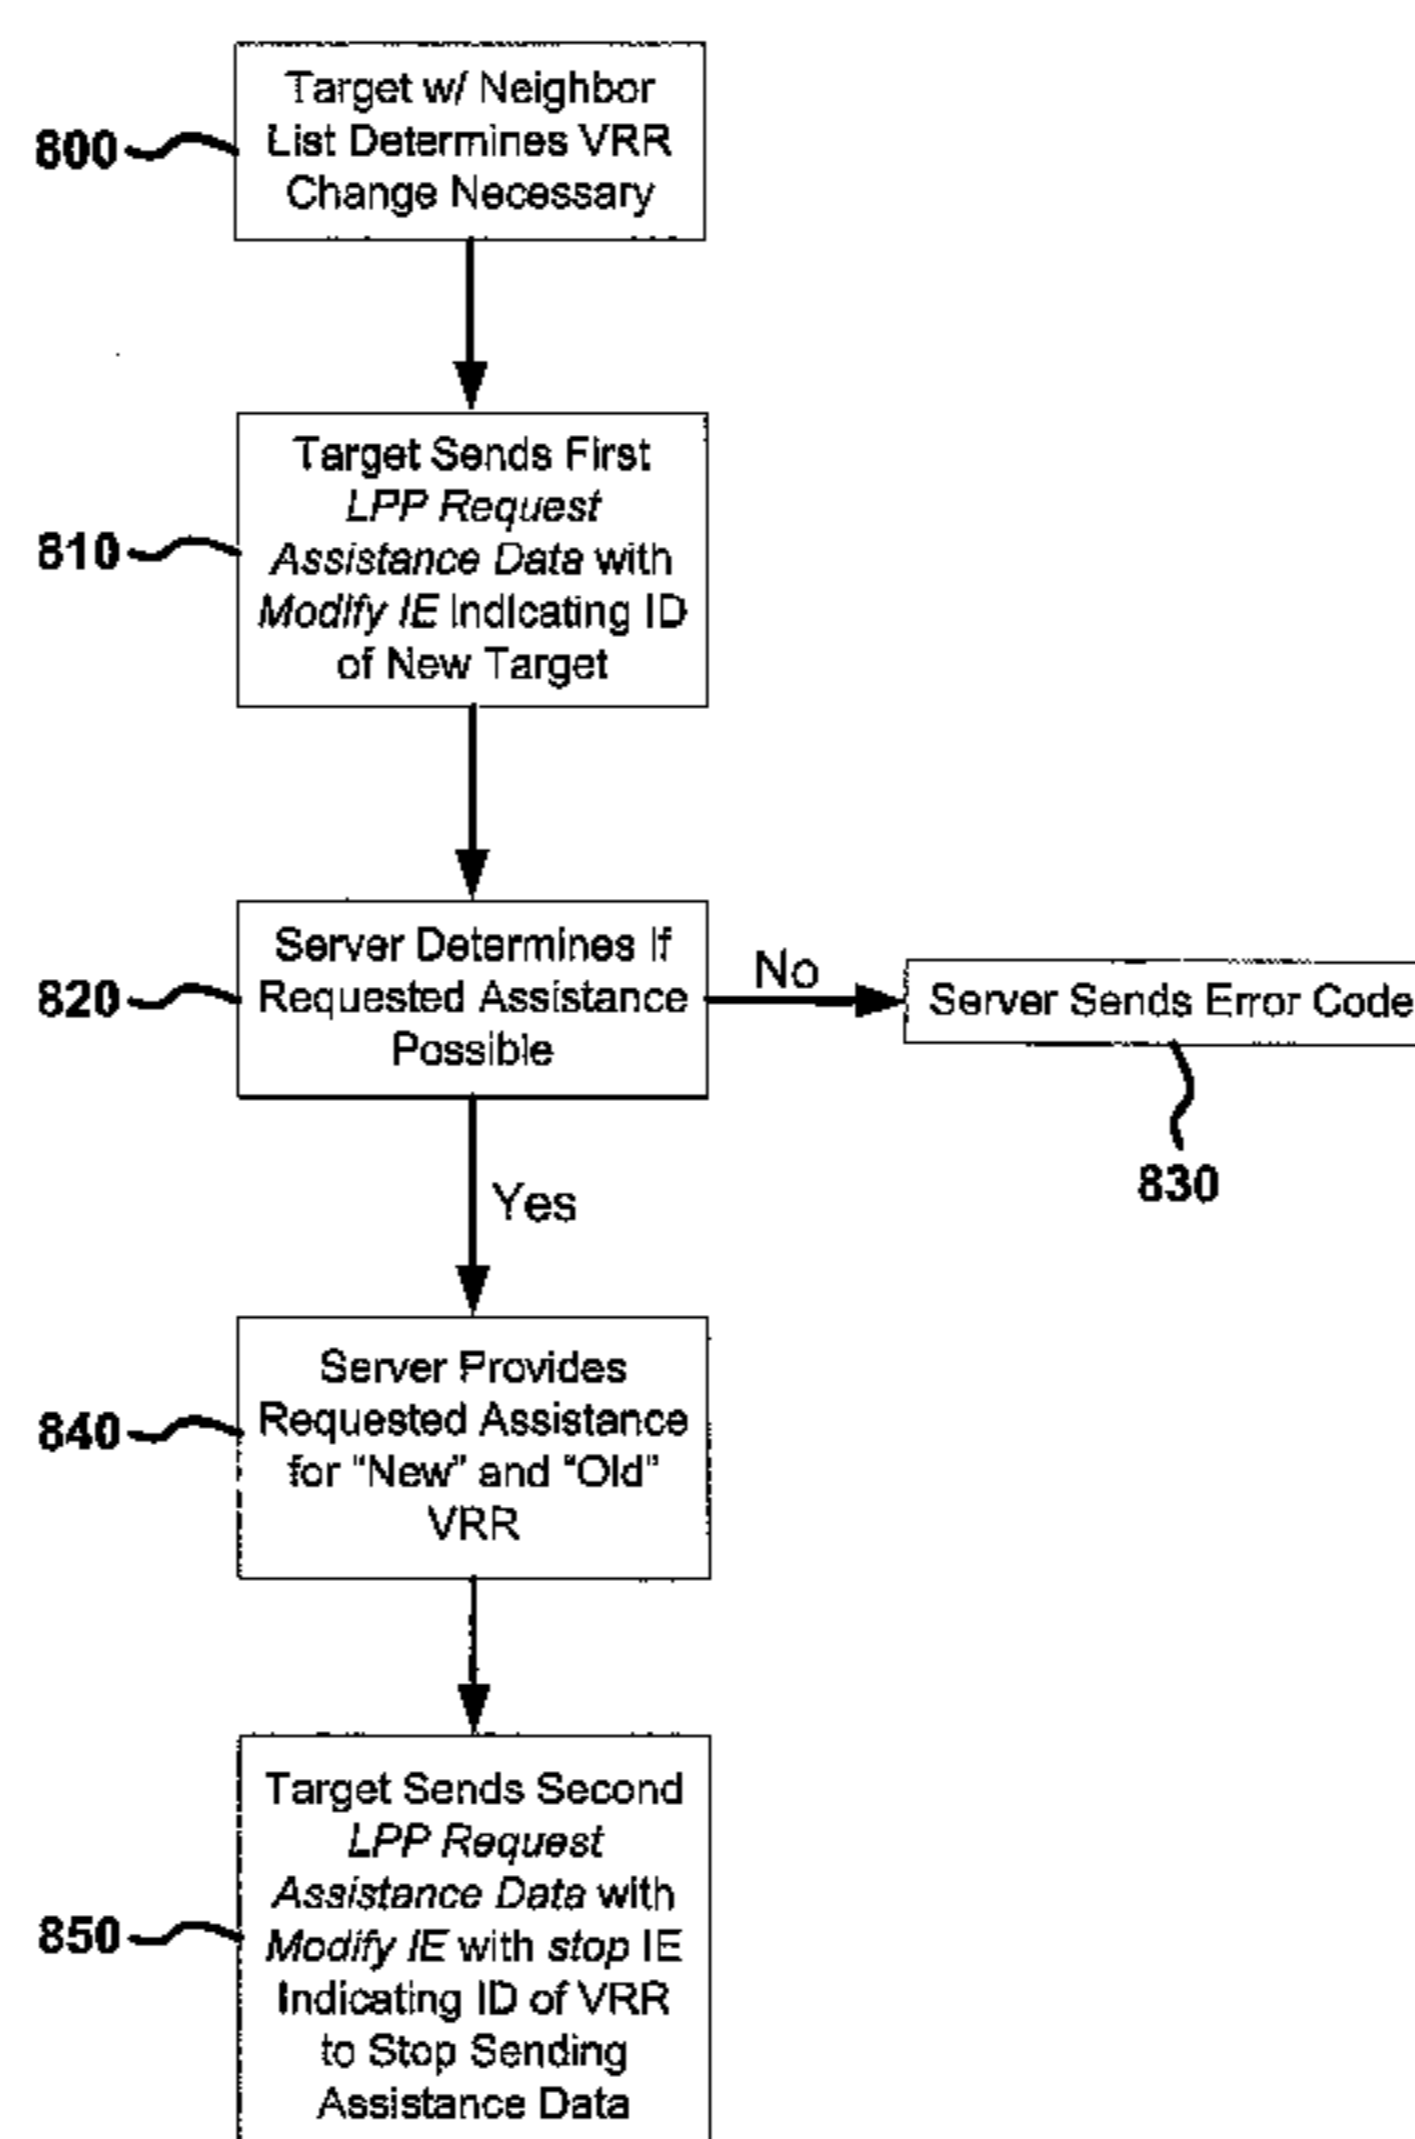 Target w/ Neighbor
800
List Determines VRR
Change Necessary
Target Sends First
LPP Request
810
Assistance Data with
Modify IE Indicating ID
of New Target
Server Determines If
820
Requested Assistance
Possible
No
Server Sends Error Code
830
Yes
Server Provides
840
Requested Assistance
for "New" and "Old"
VRR
Target Sends Second
LPP Request
Assistance Data with
850
Modify IE with stop IE
Indicating ID of VRR
to Stop Sending
Assistance Data